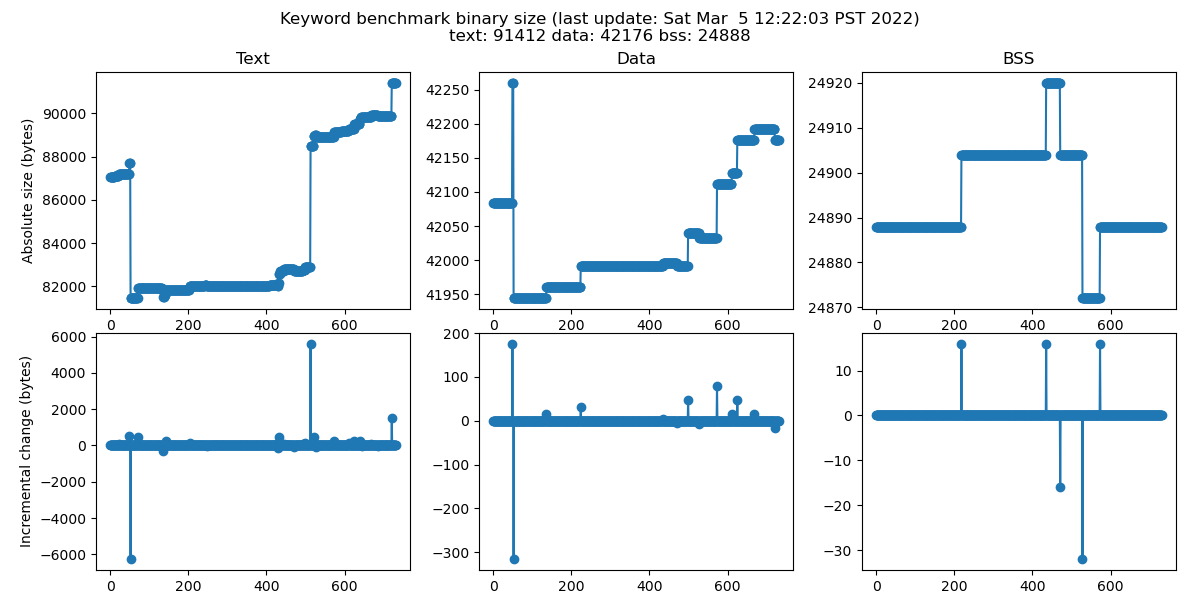 Keyword benchmark binary size (last update: Sat Mar  5 12:22:03 PST 2022)
text: 91412 data: 42176 bss: 24888
Text
Absolute size (bytes)
90000
88000
86000
84000
82000
0 200 400 600
Data
42250
42200
42150
42100
42050
42000
41950
0 200 400 600
BSS
24920
24910
24900
24890
24880
24870
0 200 400 600
Incremental change (bytes)
6000
4000
2000
0
−2000
−4000
−6000
0 200 400 600
200
100
0
−100
−200
−300
0 200 400 600
10
0
−10
−20
−30
0 200 400 600